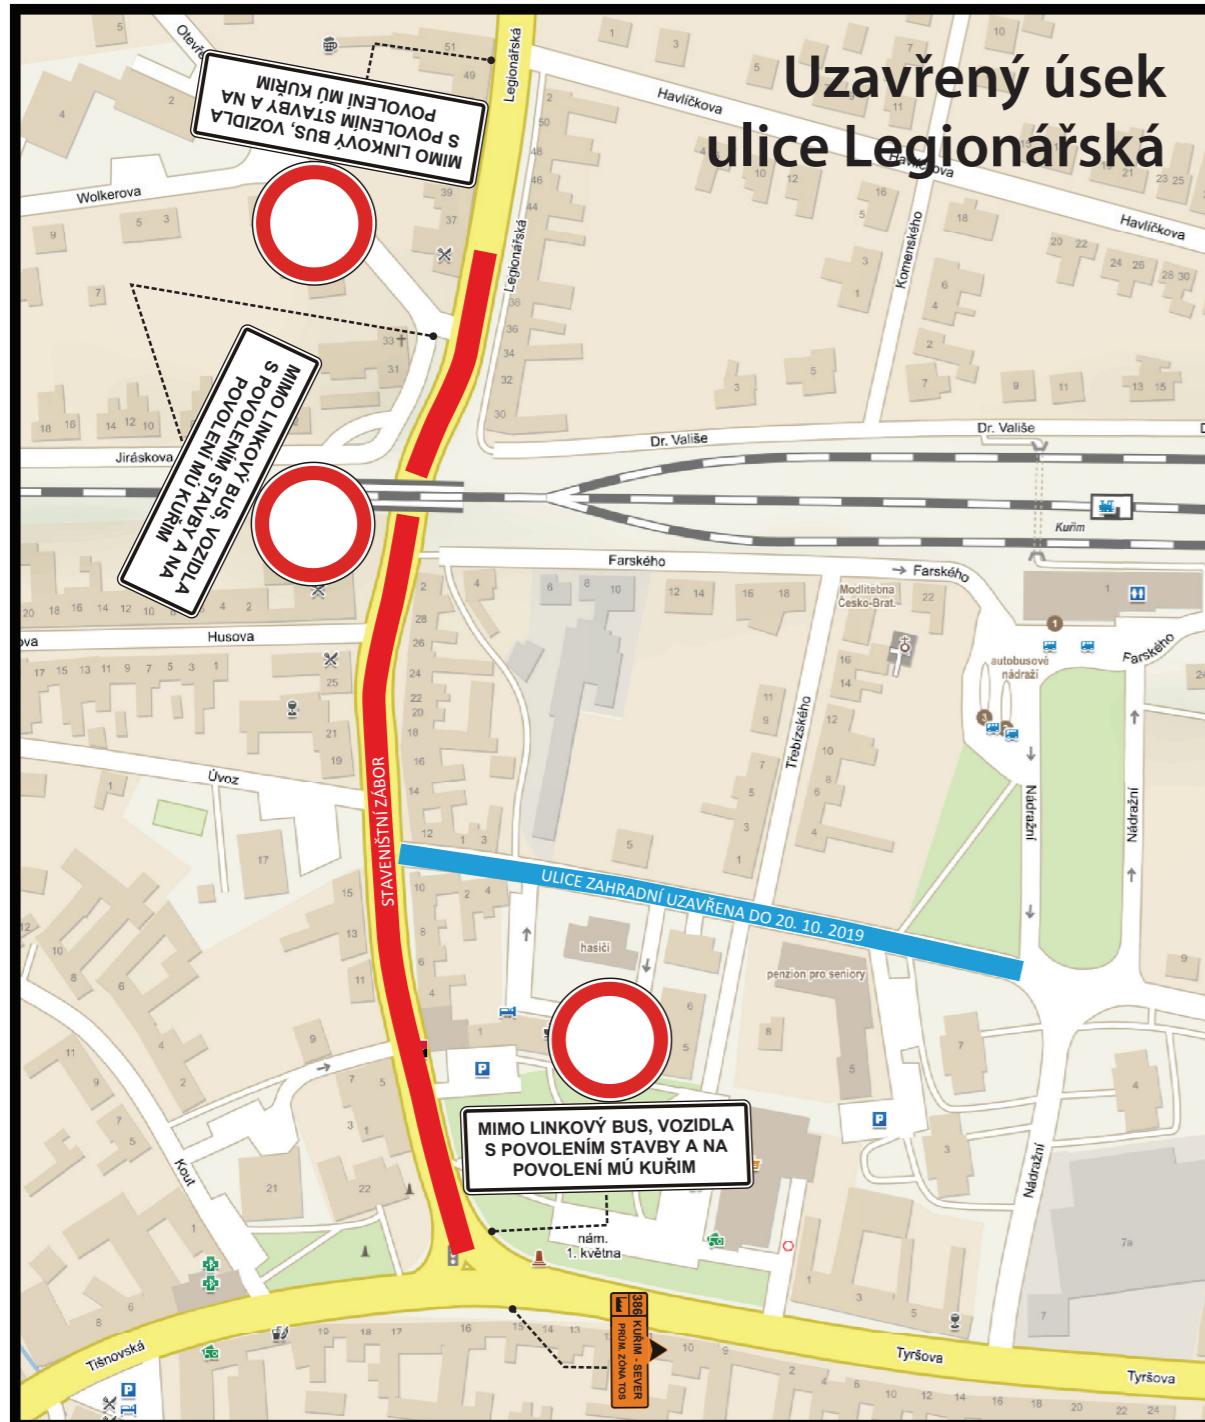 Uzavřený úsek
ulice Legionářská
Legionářská
Havlíčkova
Havlíčkova
Havlíčkova
MIMO LINKOVÝ BUS, VOZIDLA
S POVOLENÍM STAVBY A NA
POVOLENÍ MÚ KUŘIM
Wolkerova
Legionářská
Komenského
MIMO LINKOVÝ BUS, VOZIDLA
S POVOLENÍM STAVBY A NA
POVOLENÍ MÚ KUŘIM
Jiráskova
Dr. Vališe
Dr. Vališe
Kuřim
Farského
Farského
Farského
Modlitebna
Česko-Brat.
Husova
autobusové
nádraží
Třebízského
Úvoz
Nádražní
Nádražní
STAVENIŠTNÍ ZÁBOR
ULICE ZAHRADNÍ UZAVŘENA DO 20. 10. 2019
hasiči
penzion pro seniory
P
P
MIMO LINKOVÝ BUS, VOZIDLA
S POVOLENÍM STAVBY A NA
POVOLENÍ MÚ KUŘIM
Kout
Nádražní
nám.
1. května
7a
386 KUŘIM - SEVER
PRŮM. ZÓNA TOS
Tišnovská
Tyršova
Tyršova
P